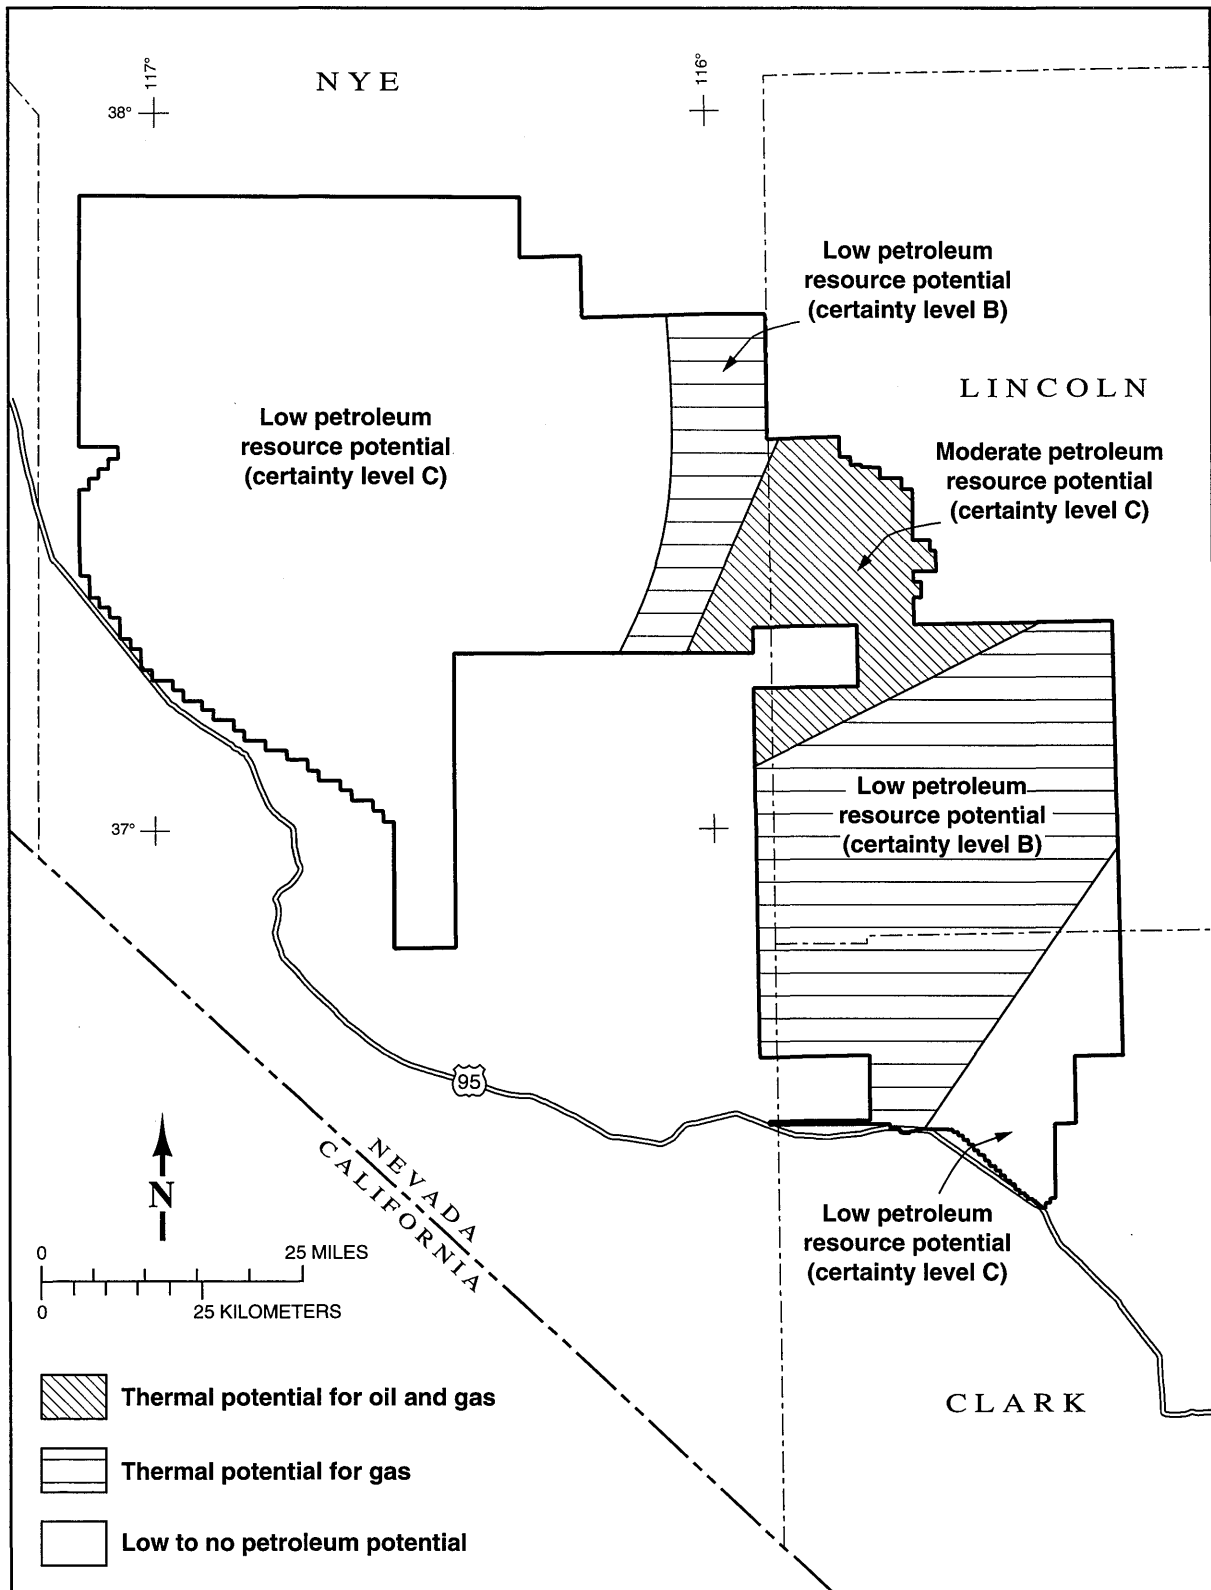 NYE
117°
116°
38°
Low petroleum
resource potential
(certainty level B)
LINCOLN
Low petroleum
resource potential
(certainty level C)
Moderate petroleum
resource potential
(certainty level C)
37°
Low petroleum
resource potential
(certainty level B)
95
NEVADA
CALIFORNIA
N
Low petroleum
resource potential
(certainty level C)
0 25 MILES
0 25 KILOMETERS
Thermal potential for oil and gas
CLARK
Thermal potential for gas
Low to no petroleum potential